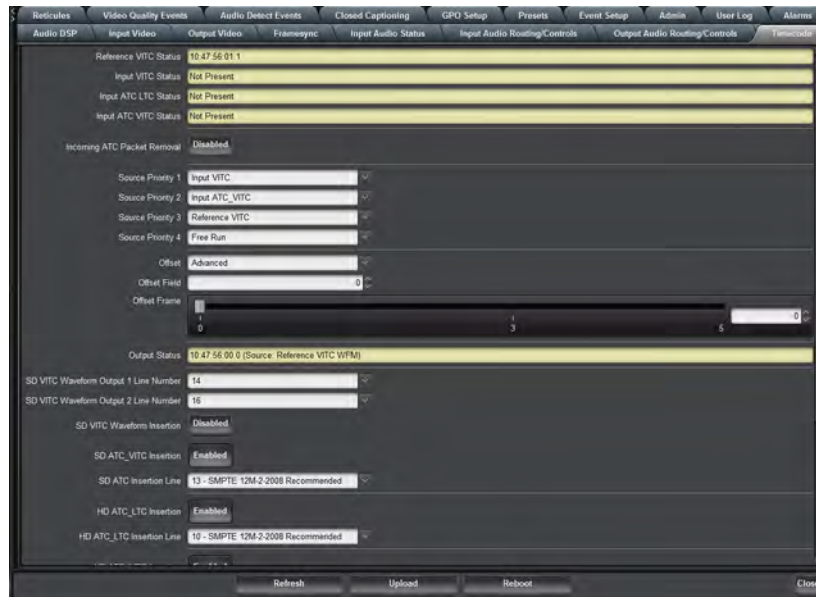 Reticules Video Quality Events Audio Detect Events Closed Captioning GPO Setup Presets Event Setup Admin User Log Alarms
Audio DSP Input Video Output Video Framesync Input Audio Status Input Audio Routing/Controls Output Audio Routing/Controls Timecode
Reference VITC Status 10:47:56:01.1
Input VITC Status Not Present
Input ATC LTC Status Not Present
Input ATC VITC Status Not Present
Incoming ATC Packet Removal Disabled
Source Priority 1 Input VITC
Source Priority 2 Input ATC_VITC
Source Priority 3 Reference VITC
Source Priority 4 Free Run
Offset Advanced
Offset Field 0
Offset Frame 0
0 3 6
Output Status 10:47:56:00.0 (Source: Reference VITC WFM)
SD VITC Waveform Output 1 Line Number 14
SD VITC Waveform Output 2 Line Number 16
SD VITC Waveform Insertion Disabled
SD ATC_VITC Insertion Enabled
SD ATC Insertion Line 13 - SMPTE 12M-2-2008 Recommended
HD ATC_LTC Insertion Enabled
HD ATC_LTC Insertion Line 10 - SMPTE 12M-2-2008 Recommended
Refresh Upload Reboot Close